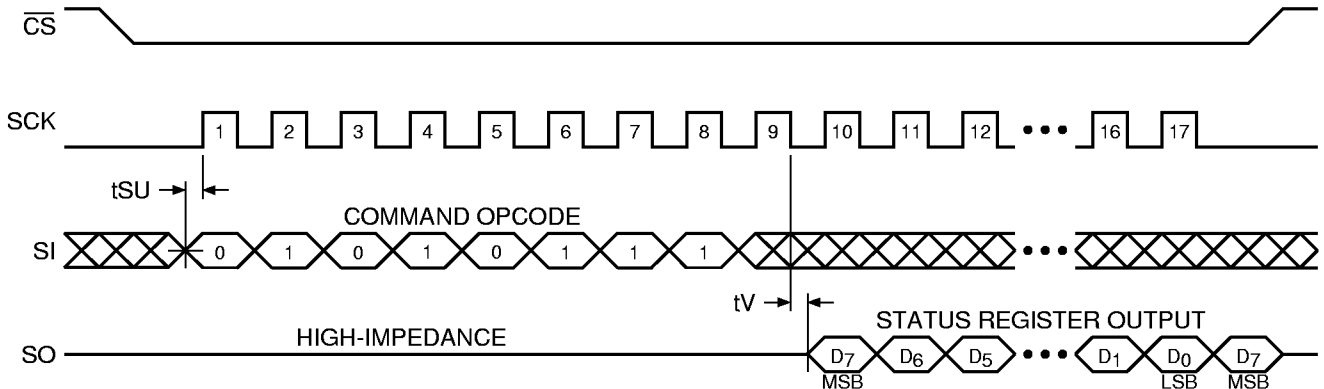 CS
SCK 1 2 3 4 5 6 7 8 9 10 11 12 ••• 16 17
tSU
COMMAND OPCODE
SI 0 1 0 1 0 1 1 1 •••
tV
HIGH-IMPEDANCE
STATUS REGISTER OUTPUT
SO D7 D6 D5 ••• D1 D0 D7
MSB LSB MSB